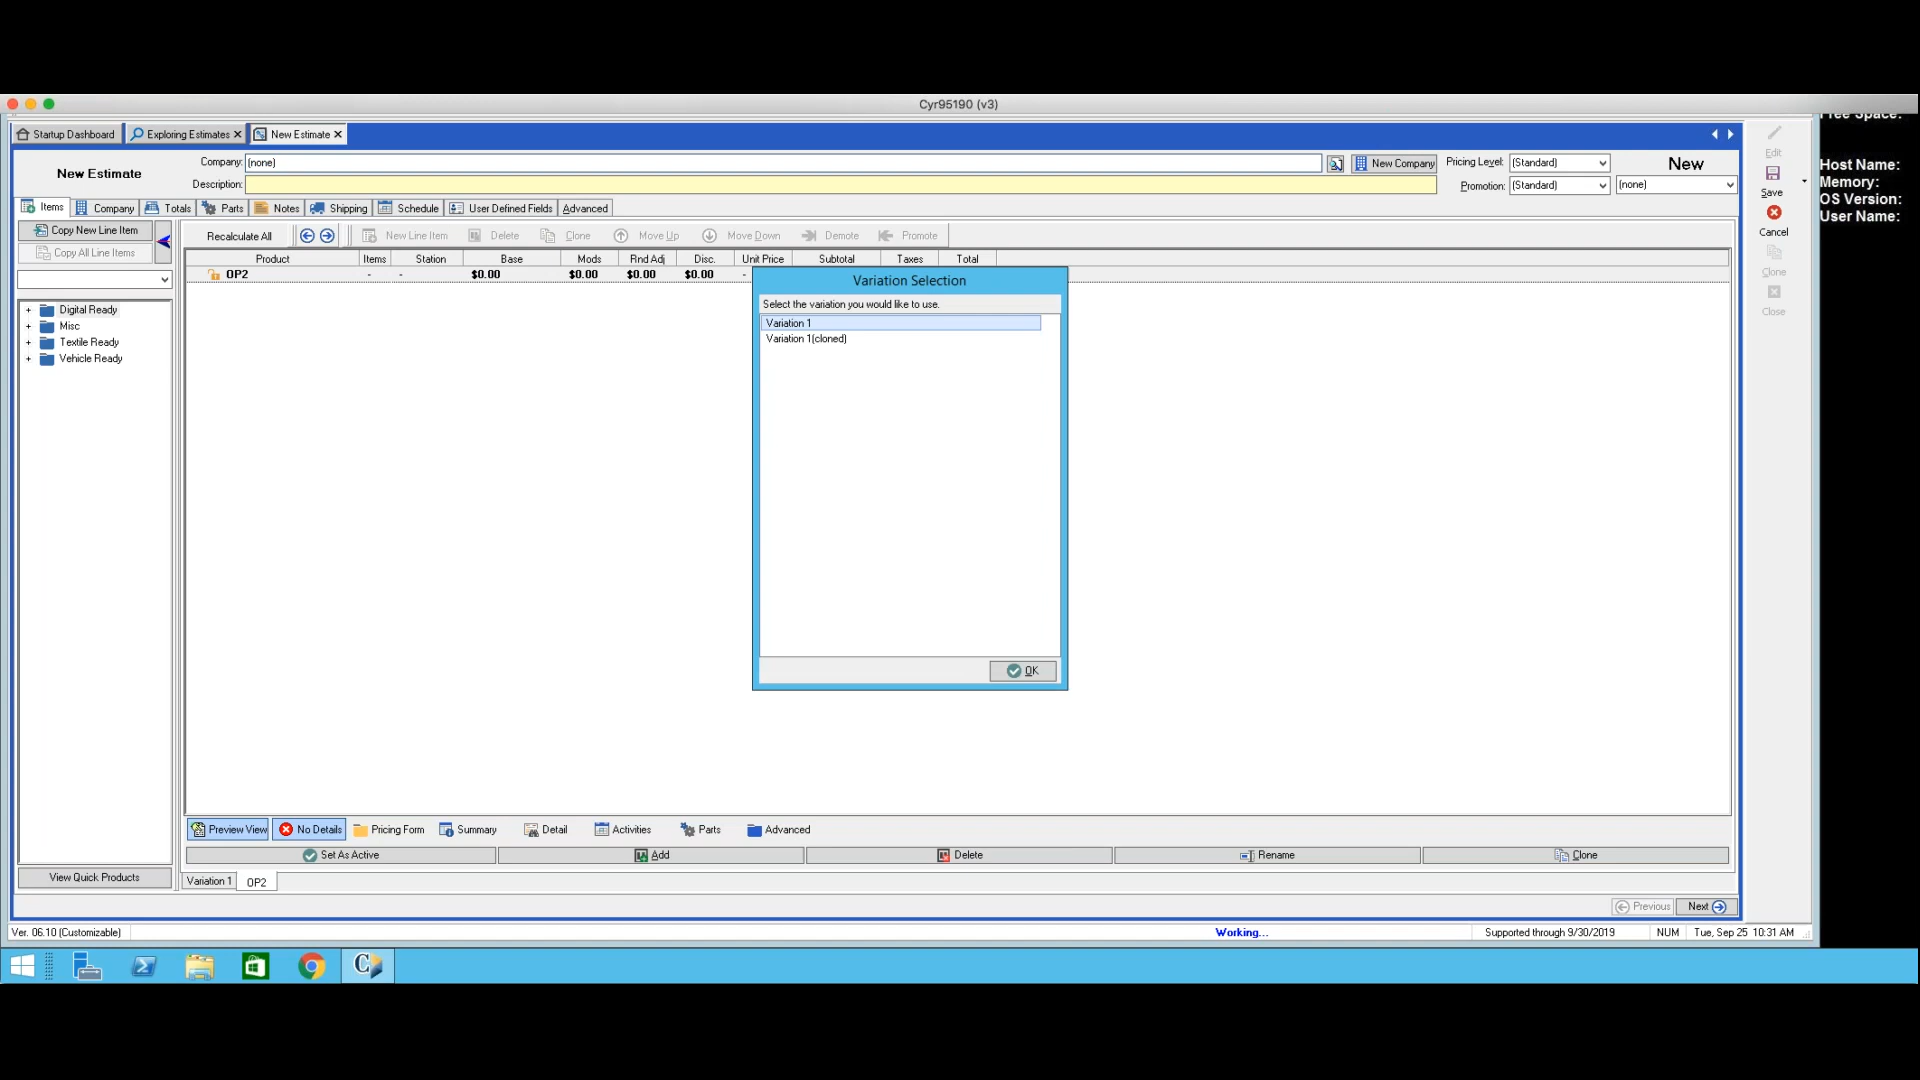 Cyr95190 (v3)
Startup Dashboard Exploring Estimates New Estimate
Free Space:
New Estimate Company: (none) New Company Pricing Level: (Standard) New
Description: Promotion: (Standard) (none)
Items Company Totals Parts Notes Shipping Schedule User Defined Fields Advanced
Edit
Save
Cancel
Clone
Close
Host Name:
Memory:
OS Version:
User Name:
Copy New Line Item
Copy All Line Items
Recalculate All New Line Item Delete Clone Move Up Move Down Demote Promote
Product Items Station Base Mods Rnd Adj Disc. Unit Price Subtotal Taxes Total
OP2 - - $0.00 $0.00 $0.00 $0.00 -
Digital Ready
Misc
Textile Ready
Vehicle Ready
Variation Selection
Select the variation you would like to use.
Variation 1
Variation 1(cloned)
OK
Preview View No Details Pricing Form Summary Detail Activities Parts Advanced
Set As Active Add Delete Rename Clone
View Quick Products
Variation 1 OP2
Previous Next
Ver. 06.10 (Customizable) Working... Supported through 9/30/2019 NUM Tue, Sep 25 10:31 AM